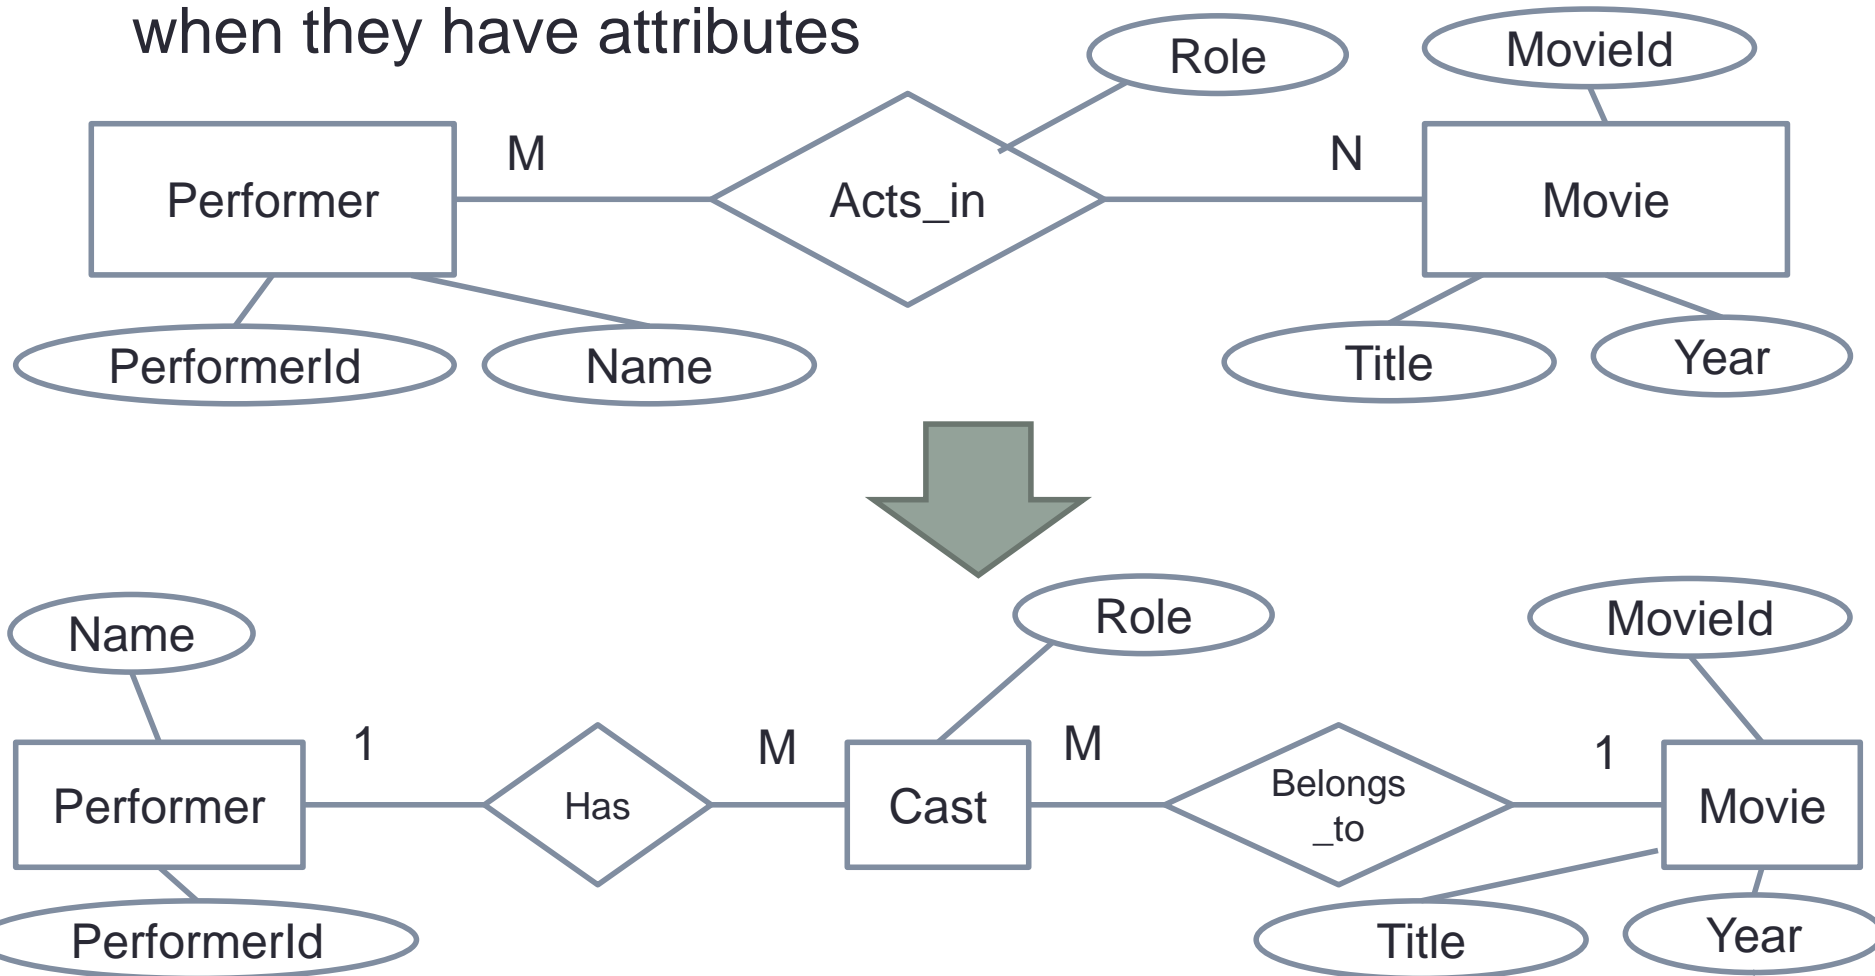 when they have attributes
Role
MovieId
M
N
Performer
Acts_in
Movie
PerformerId
Name
Title
Year
Name
Role
MovieId
1
M
M
1
Performer
Has
Cast
Belongs
_to
Movie
PerformerId
Title
Year